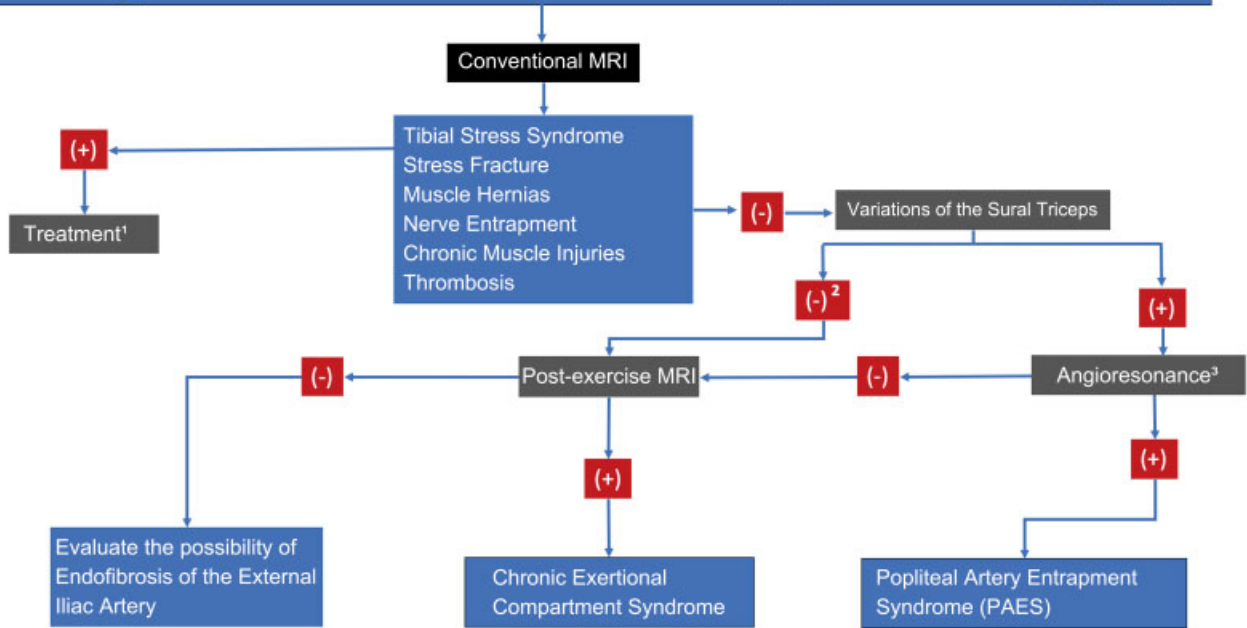 Conventional MRI
Tibial Stress Syndrome
Stress Fracture
Muscle Hernias
Nerve Entrapment
Chronic Muscle Injuries
Thrombosis
(+)
Treatment¹
(-)
Variations of the Sural Triceps
(-)²
(+)
(-)
Post-exercise MRI
(-)
Angioresonance³
(+)
(+)
Evaluate the possibility of
Endofibrosis of the External
Iliac Artery
Chronic Exertional
Compartment Syndrome
Popliteal Artery Entrapment
Syndrome (PAES)